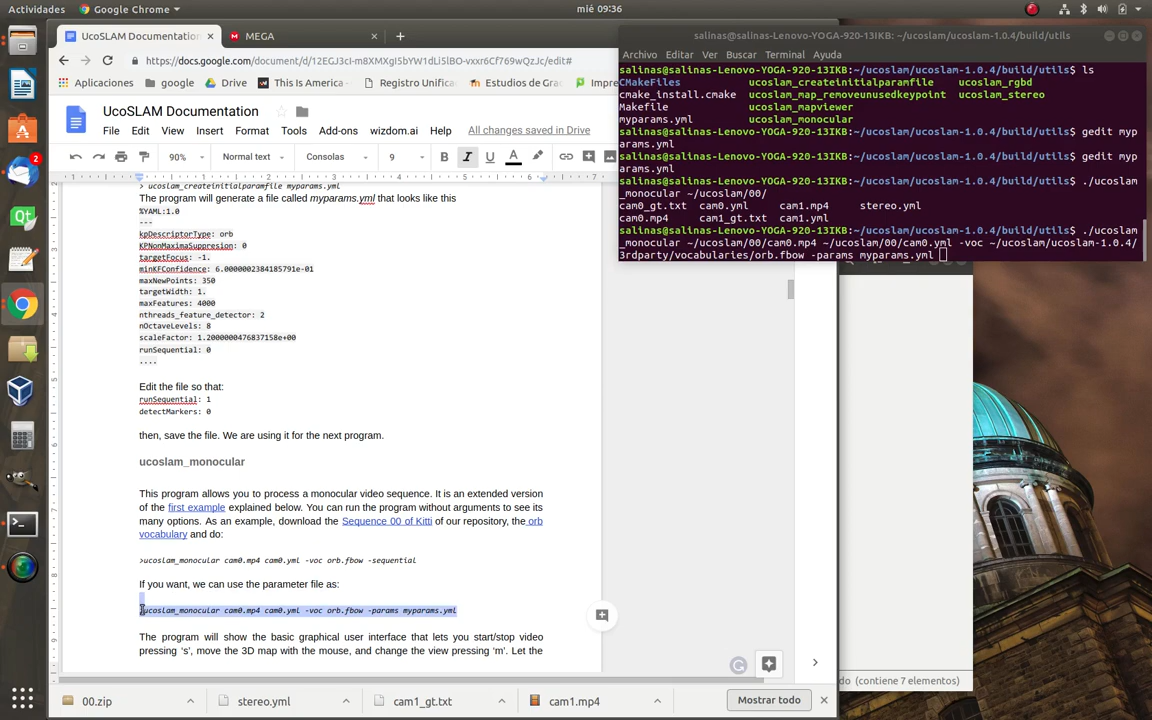 Actividades
Google Chrome
mié 09:36
UcoSLAM Documentation
MEGA
https://docs.google.com/document/d/12EGJ3cI-m8XMXgI5bYW1dLi5lBO-vxxr6Cf769wQzJc/edit#
Aplicaciones
google
Drive
This Is America -
Registro Unificad
Estudios de Grad
Impre
UcoSLAM Documentation
File Edit View Insert Format Tools Add-ons wizdom.ai Help All changes saved in Drive
90% Normal text Consolas 9 B I U A
> ucoslam_createinitialparamfile myparams.yml
The program will generate a file called myparams.yml that looks like this
%YAML:1.0
---
kpDescriptorType: orb
KPNonMaximaSuppresion: 0
targetFocus: -1.
minKFConfidence: 6.0000002384185791e-01
maxNewPoints: 350
targetWidth: 1.
maxFeatures: 4000
nthreads_feature_detector: 2
nOctaveLevels: 8
scaleFactor: 1.2000000476837158e+00
runSequential: 0
....
Edit the file so that:
runSequential: 1
detectMarkers: 0
then, save the file. We are using it for the next program.
ucoslam_monocular
This program allows you to process a monocular video sequence. It is an extended version
of the first example explained below. You can run the program without arguments to see its
many options. As an example, download the Sequence 00 of Kitti of our repository, the orb
vocabulary and do:
>ucoslam_monocular cam0.mp4 cam0.yml -voc orb.fbow -sequential
If you want, we can use the parameter file as:
ucoslam_monocular cam0.mp4 cam0.yml -voc orb.fbow -params myparams.yml
The program will show the basic graphical user interface that lets you start/stop video
pressing ‘s’, move the 3D map with the mouse, and change the view pressing ‘m’. Let the
salinas@salinas-Lenovo-YOGA-920-13IKB: ~/ucoslam/ucoslam-1.0.4/build/utils
Archivo Editar Ver Buscar Terminal Ayuda
salinas@salinas-Lenovo-YOGA-920-13IKB:~/ucoslam/ucoslam-1.0.4/build/utils$ ls
CMakeFiles ucoslam_createinitialparamfile ucoslam_rgbd
cmake_install.cmake ucoslam_map_removeunusedkeypoint ucoslam_stereo
Makefile ucoslam_mapviewer
myparams.yml ucoslam_monocular
salinas@salinas-Lenovo-YOGA-920-13IKB:~/ucoslam/ucoslam-1.0.4/build/utils$ gedit myp
arams.yml
salinas@salinas-Lenovo-YOGA-920-13IKB:~/ucoslam/ucoslam-1.0.4/build/utils$ gedit myp
arams.yml
salinas@salinas-Lenovo-YOGA-920-13IKB:~/ucoslam/ucoslam-1.0.4/build/utils$ ./ucoslam
_monocular ~/ucoslam/00/
cam0_gt.txt cam0.yml cam1.mp4 stereo.yml
cam0.mp4 cam1_gt.txt cam1.yml
salinas@salinas-Lenovo-YOGA-920-13IKB:~/ucoslam/ucoslam-1.0.4/build/utils$ ./ucoslam
_monocular ~/ucoslam/00/cam0.mp4 ~/ucoslam/00/cam0.yml -voc ~/ucoslam/ucoslam-1.0.4/
3rdparty/vocabularies/orb.fbow -params myparams.yml
do (contiene 7 elementos)
2
Qt
00.zip
stereo.yml
cam1_gt.txt
cam1.mp4
Mostrar todo